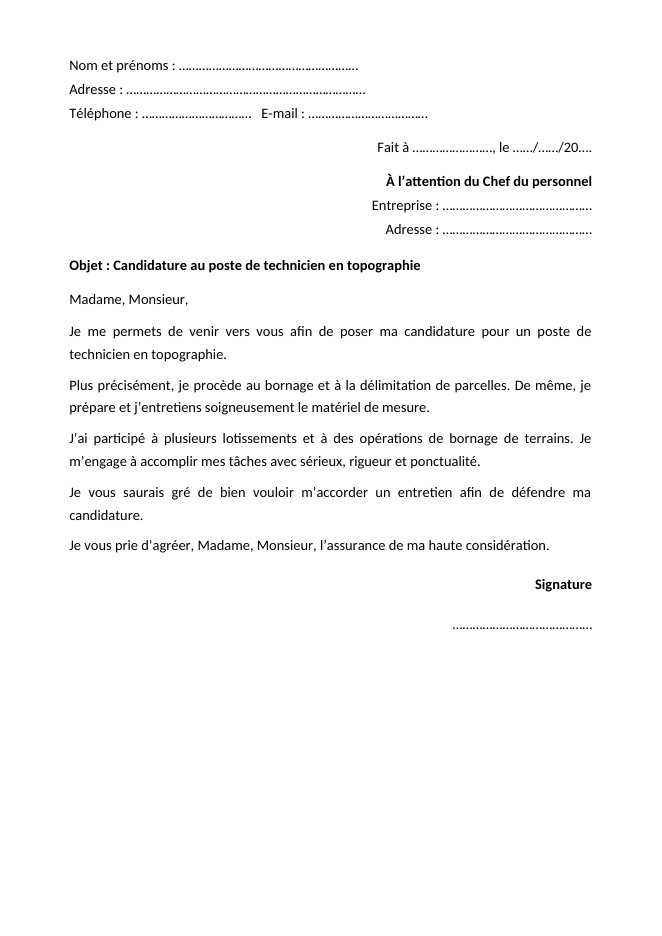 Nom et prénoms : ………………………………………………
Adresse : ………………………………………………………………
Téléphone : …………………………… E-mail : ………………………………
Fait à ……………………, le ……/……/20….
À l’attention du Chef du personnel
Entreprise : ………………………………………
Adresse : ………………………………………
Objet : Candidature au poste de technicien en topographie
Madame, Monsieur,
Je me permets de venir vers vous afin de poser ma candidature pour un poste de
technicien en topographie.
Plus précisément, je procède au bornage et à la délimitation de parcelles. De même, je
prépare et j’entretiens soigneusement le matériel de mesure.
J’ai participé à plusieurs lotissements et à des opérations de bornage de terrains. Je
m’engage à accomplir mes tâches avec sérieux, rigueur et ponctualité.
Je vous saurais gré de bien vouloir m’accorder un entretien afin de défendre ma
candidature.
Je vous prie d’agréer, Madame, Monsieur, l’assurance de ma haute considération.
Signature
……………………………………